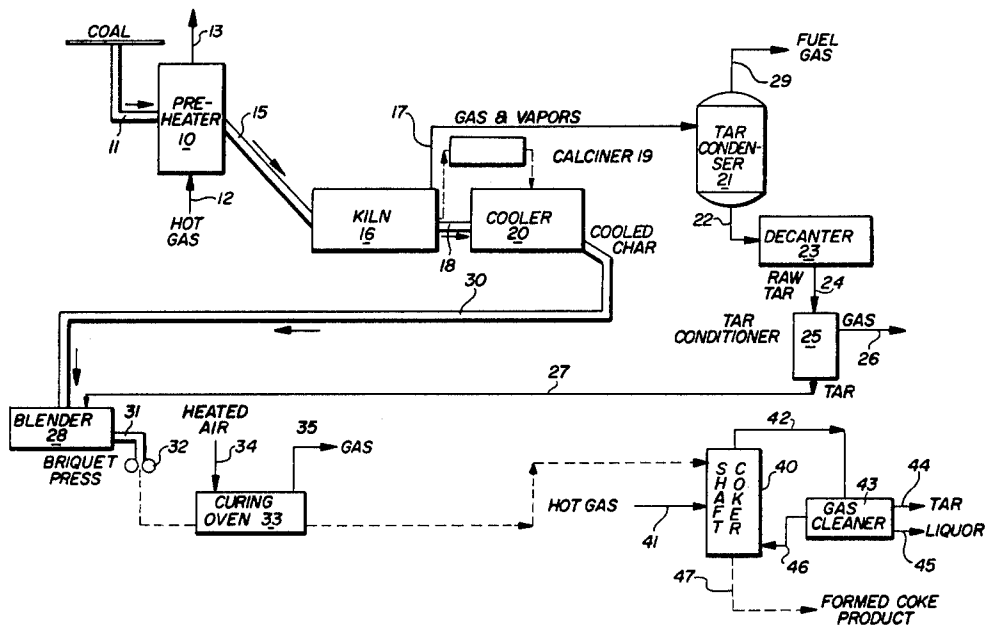 COAL
13
PRE-
HEATER
10
11
15
12
HOT
GAS
17
GAS & VAPORS
CALCINER 19
KILN
16
18
COOLER
20
COOLED
CHAR
FUEL
GAS
29
TAR
CONDEN-
SER
21
22
DECANTER
23
RAW
TAR
24
TAR
CONDITIONER
25
GAS
26
TAR
27
30
BLENDER
28
31
32
BRIQUET
PRESS
HEATED
AIR
34
35
GAS
CURING
OVEN 33
HOT GAS
41
SHAFT
COKER
40
42
43
GAS
CLEANER
44
TAR
LIQUOR
45
46
47
FORMED COKE
PRODUCT